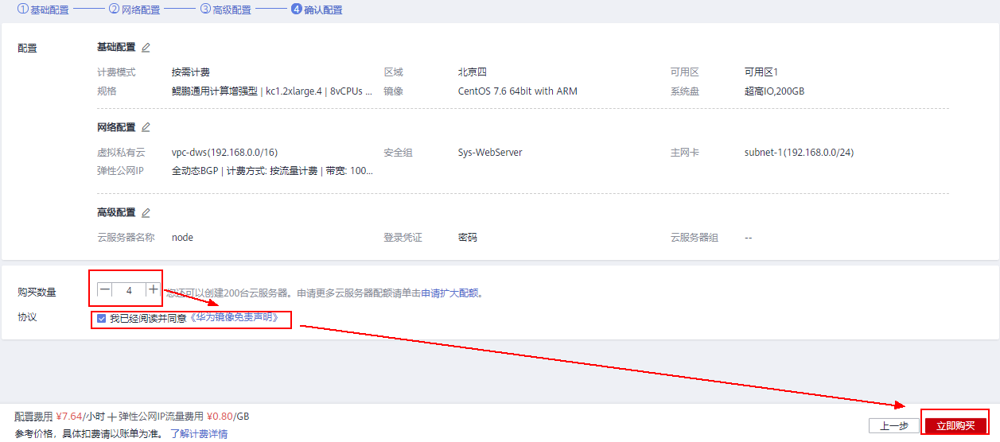 ①基础配置 ②网络配置 ③高级配置 ④确认配置
配置 基础配置
计费模式 按需计费 区域 北京四 可用区 可用区1
规格 鲲鹏通用计算增强型 | kc1.2xlarge.4 | 8vCPUs ... 镜像 CentOS 7.6 64bit with ARM 系统盘 超高IO,200GB
网络配置
虚拟私有云 vpc-dws(192.168.0.0/16) 安全组 Sys-WebServer 主网卡 subnet-1(192.168.0.0/24)
弹性公网IP 全动态BGP | 计费方式: 按流量计费 | 带宽: 100...
高级配置
云服务器名称 node 登录凭证 密码 云服务器组 --
购买数量 — 4 + 您还可以创建200台云服务器。申请更多云服务器配额请单击申请扩大配额。
协议 我已经阅读并同意《华为镜像免责声明》
配置费用 ¥7.64/小时 + 弹性公网IP流量费用 ¥0.80/GB
参考价格，具体扣费请以账单为准。 了解计费详情
上一步 立即购买